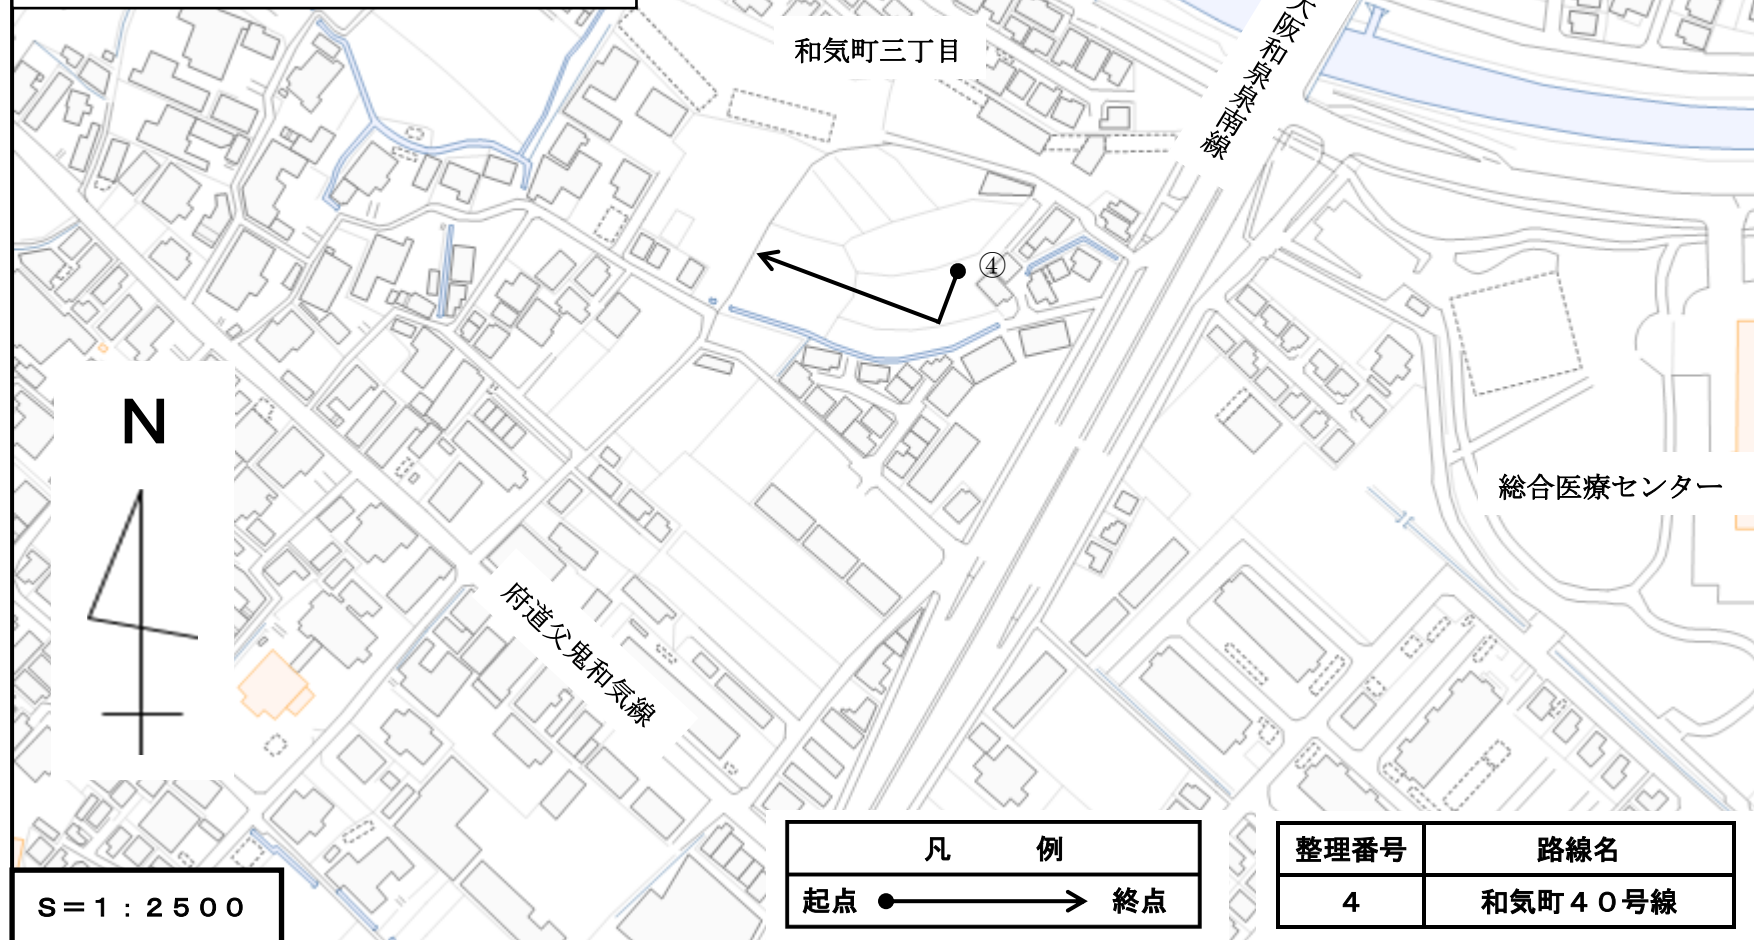 和気町三丁目
大阪和泉泉南線
④
N
総合医療センター
府道父鬼和気線
凡 例
起点 終点
整理番号 路線名
4 和気町40号線
S=1:2500